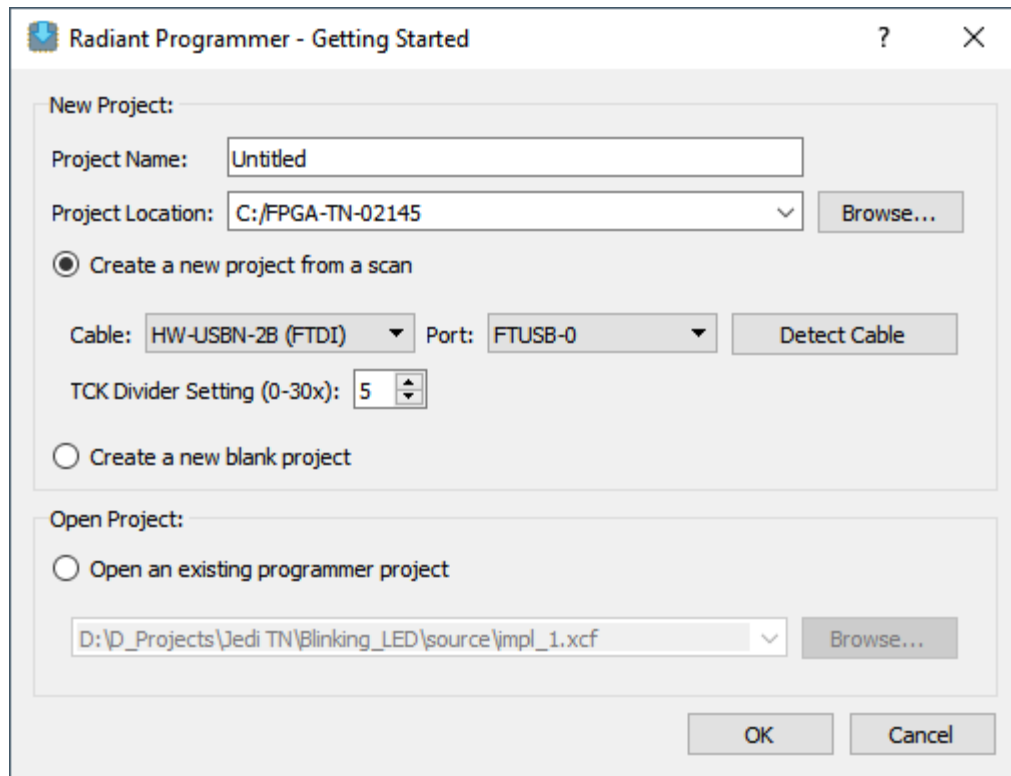 Radiant Programmer - Getting Started ?
New Project:
Project Name: Untitled
Project Location: C:/FPGA-TN-02145 Browse...
Create a new project from a scan
Cable: HW-USBN-2B (FTDI) Port: FTUSB-0 Detect Cable
TCK Divider Setting (0-30x): 5
Create a new blank project
Open Project:
Open an existing programmer project
D:\D_Projects\Jedi TN\Blinking_LED\source\impl_1.xcf Browse...
OK Cancel